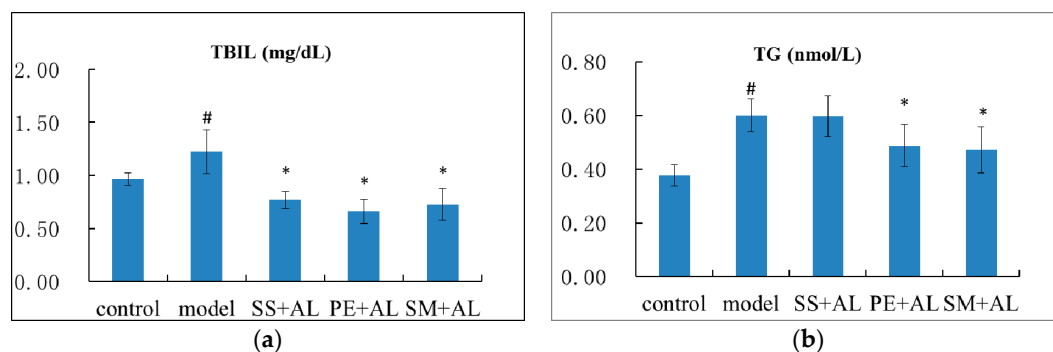 TBIL (mg/dL)
2.00
1.50
1.00
0.50
0.00
#
*
*
*
control model SS+AL PE+AL SM+AL
(a)
TG (nmol/L)
0.80
0.60
0.40
0.20
0.00
#
*
*
control model SS+AL PE+AL SM+AL
(b)